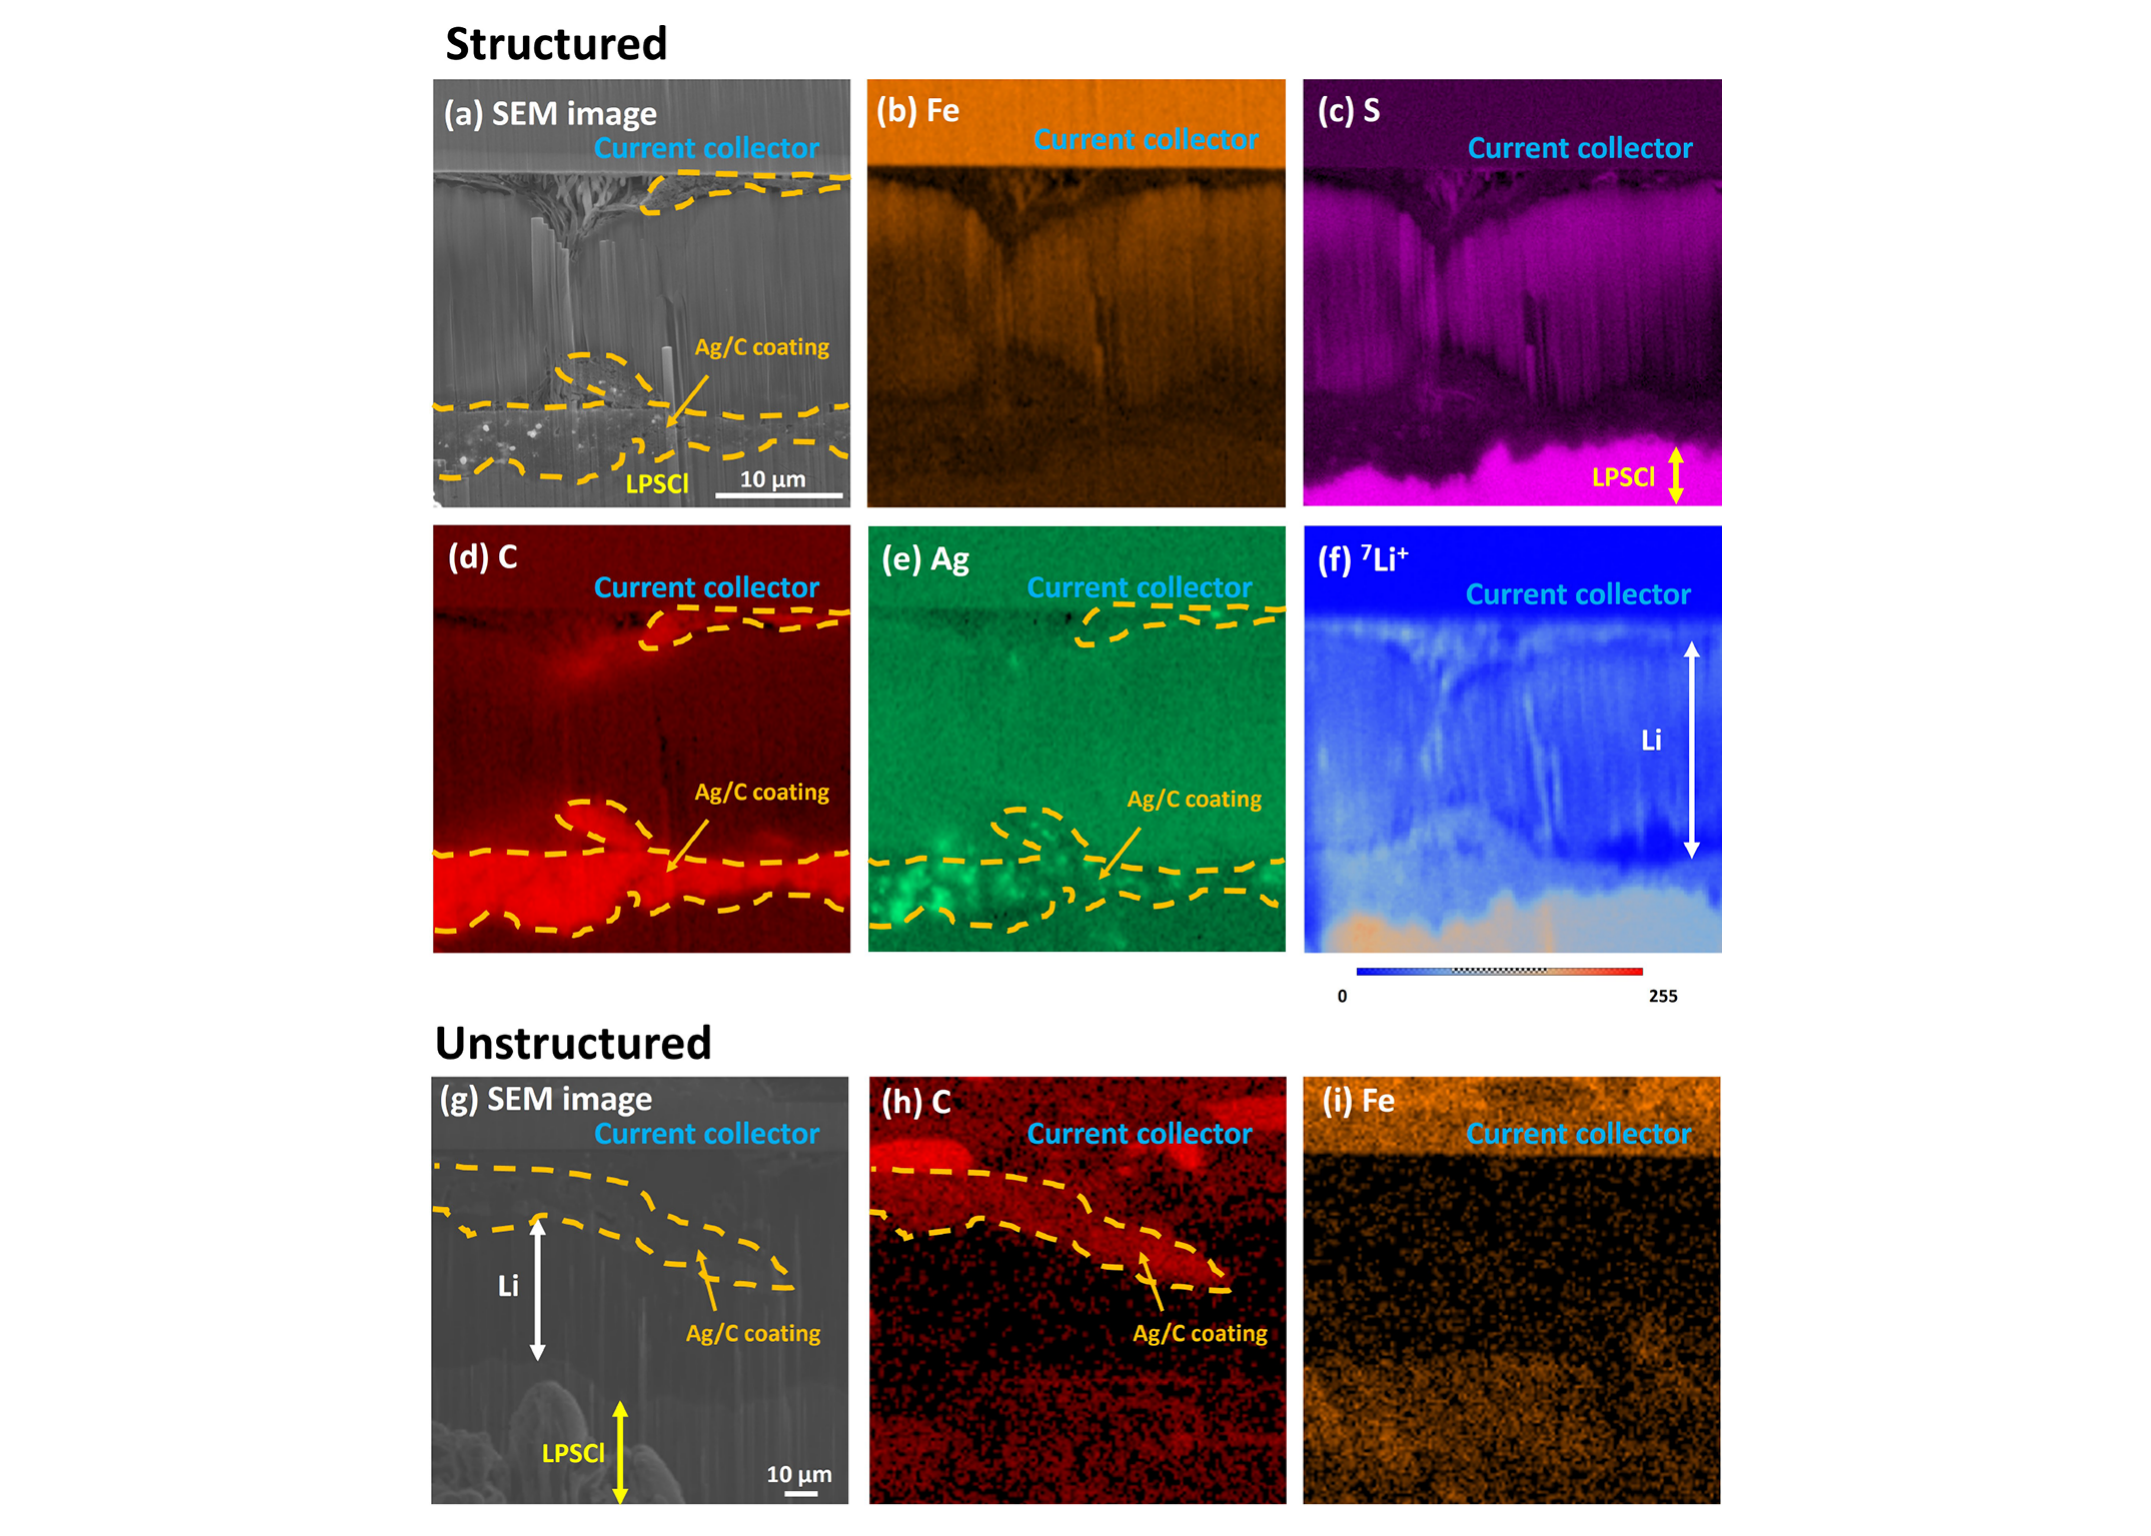 Structured
(a) SEM image
Current collector
Ag/C coating
LPSCl
10 µm
(b) Fe
Current collector
(c) S
Current collector
LPSCl
(d) C
Current collector
Ag/C coating
(e) Ag
Current collector
Ag/C coating
(f) ⁷Li⁺
Current collector
Li
0
255
Unstructured
(g) SEM image
Current collector
Li
Ag/C coating
LPSCl
10 µm
(h) C
Current collector
Ag/C coating
(i) Fe
Current collector